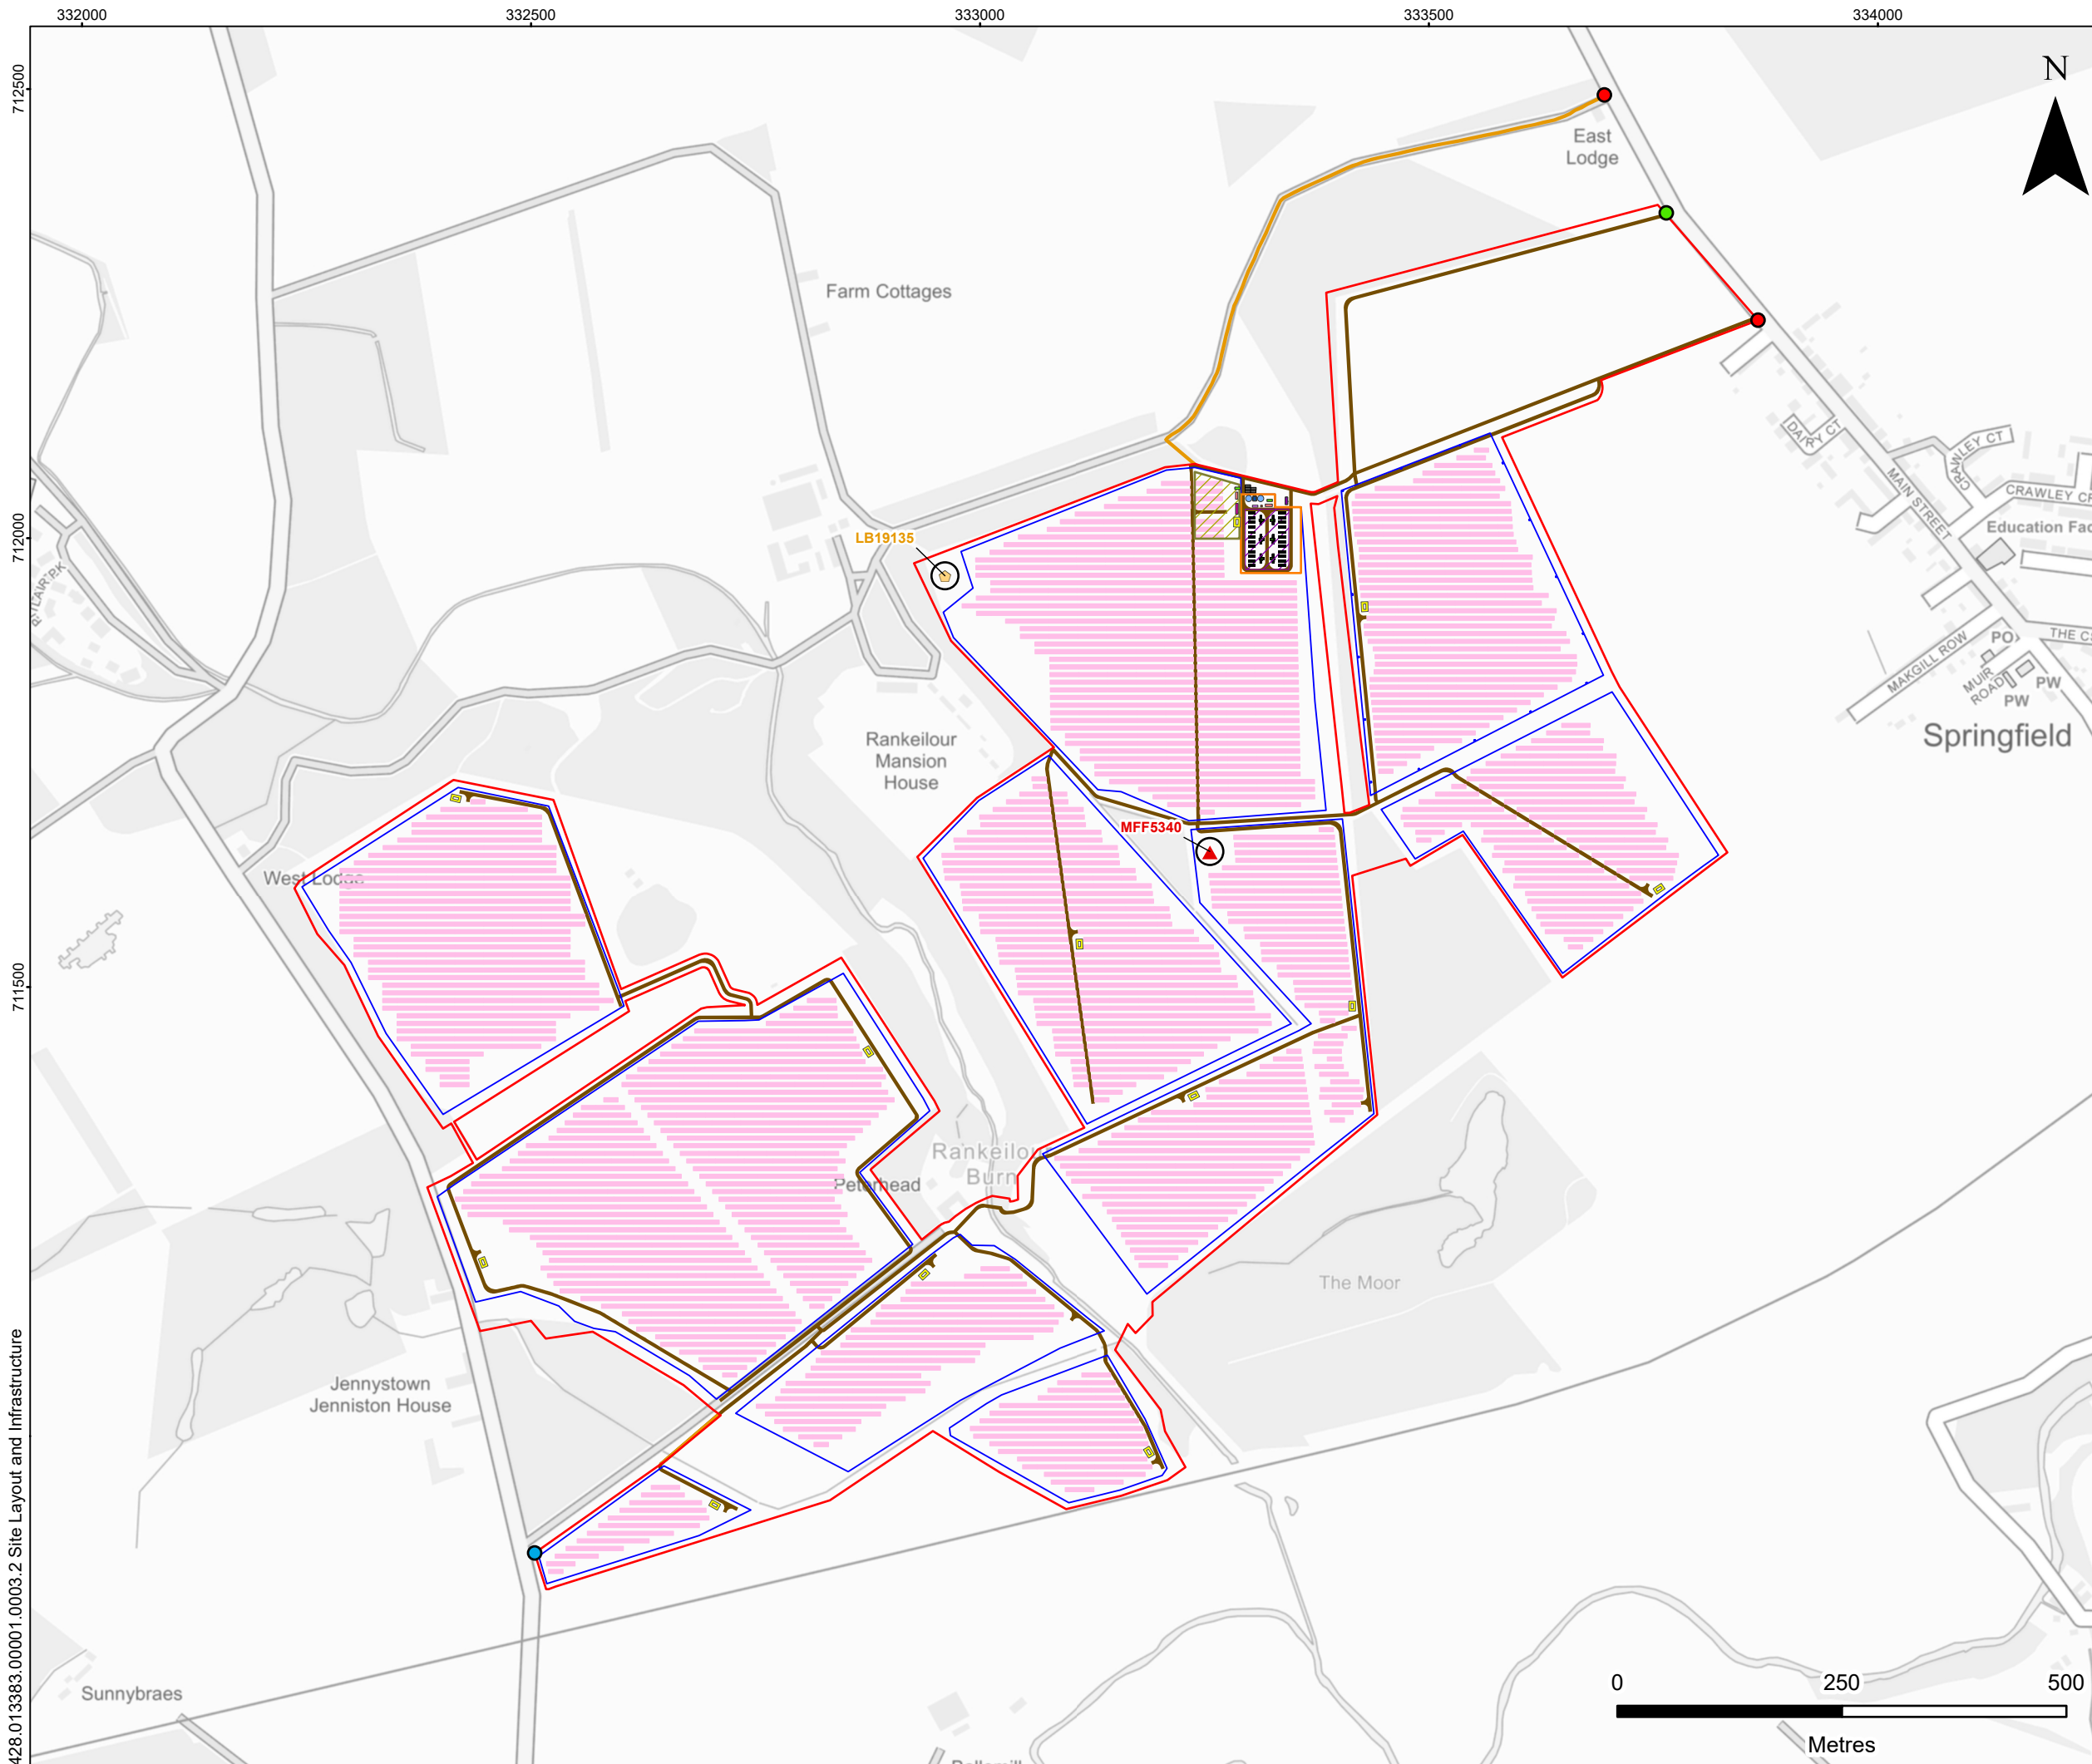 332000
332500
333000
333500
334000
712500
N
East
Lodge
Farm Cottages
DAIRY CT
CRAWLEY CT
CRAWLEY
MAIN STREET
Education
LB19135
712000
MAKGILL ROW
PO
MUIR
ROAD
PW
PW
Springfield
THE
Rankeilour
Mansion
House
MFF5340
West Lodge
711500
Rankeilour
Burn
Peterhead
The Moor
Jennystown
Jenniston House
Sunnybraes
428.013383.00001.0003.2 Site Layout and Infrastructure
0
250
500
Metres